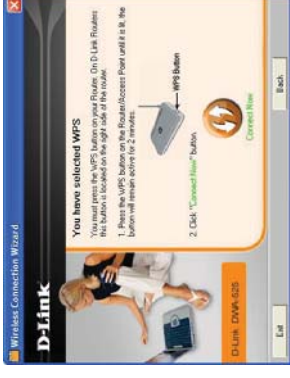 Wireless Connection Wizard
D-Link
You have selected WPS
You must press the WPS button on your Router. On D-Link Routers
this button is located on the right side of the router.
1. Press the WPS button on the Router/Access Point until it is lit, the
button will remain active for 2 minutes.
WPS Button
2. Click "Connect Now" button.
Connect Now
D-Link DWA-525
Exit
Back